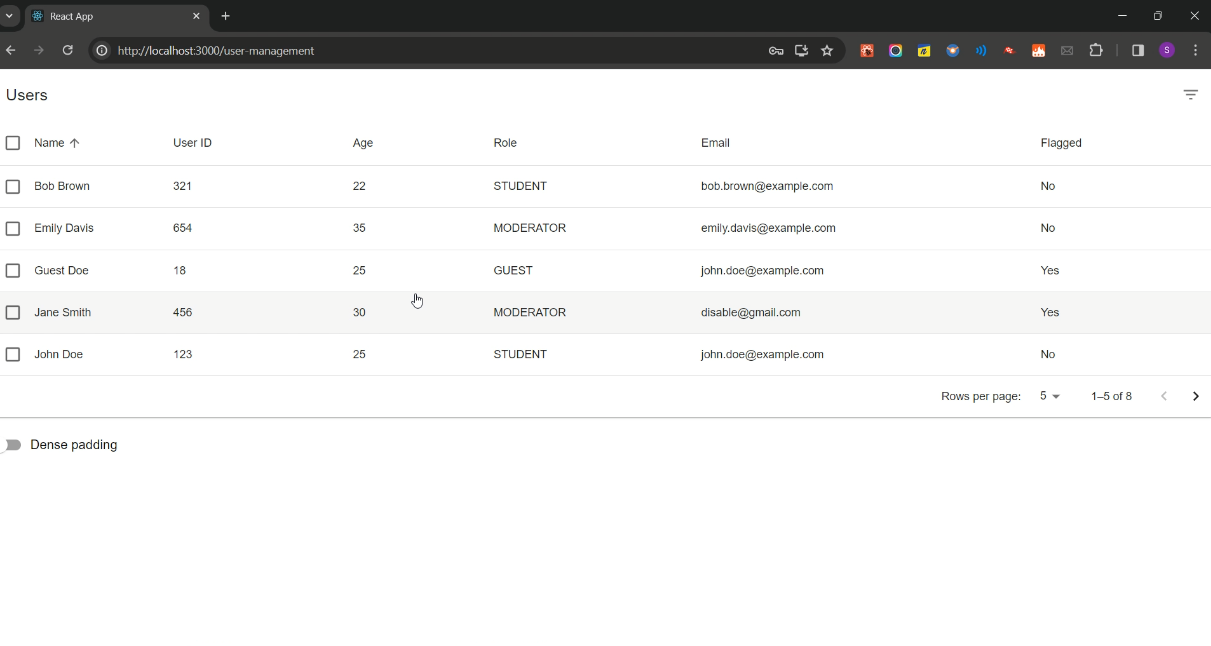 React App
http://localhost:3000/user-management
S
Users
Name User ID Age Role Email Flagged
Bob Brown 321 22 STUDENT bob.brown@example.com No
Emily Davis 654 35 MODERATOR emily.davis@example.com No
Guest Doe 18 25 GUEST john.doe@example.com Yes
Jane Smith 456 30 MODERATOR disable@gmail.com Yes
John Doe 123 25 STUDENT john.doe@example.com No
Rows per page: 5 1–5 of 8
Dense padding